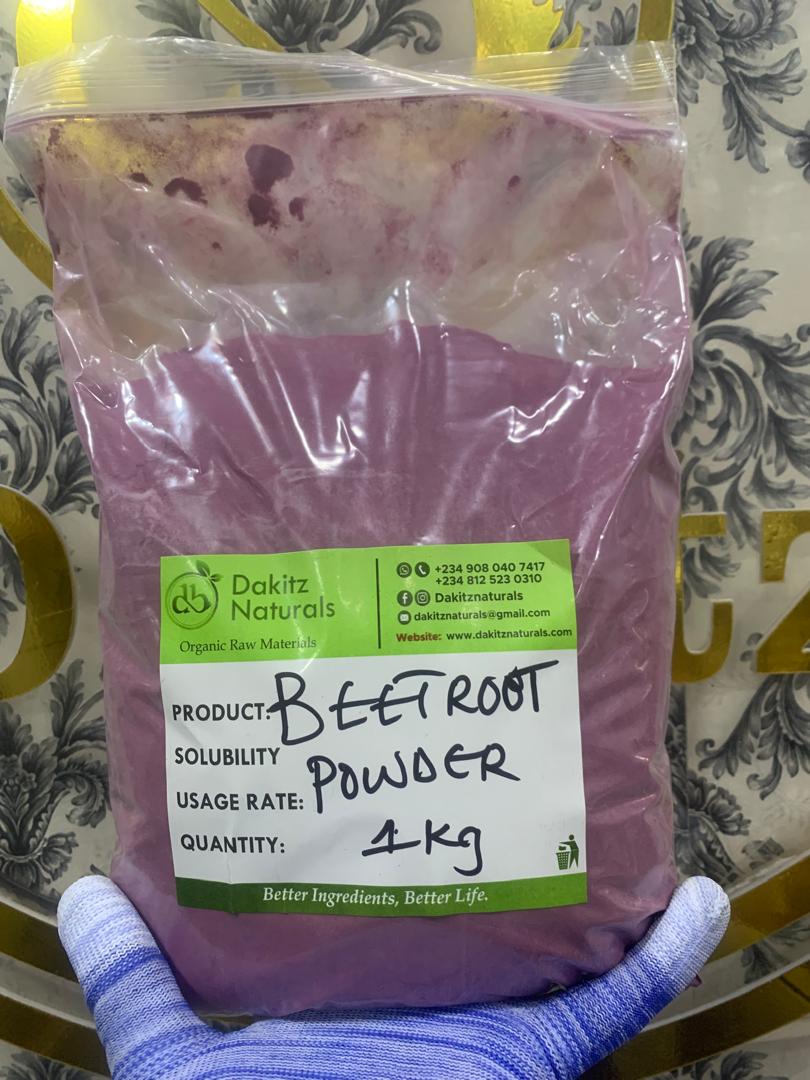 db
Dakitz
Naturals
Organic Raw Materials
+234 908 040 7417
+234 812 523 0310
Dakitznaturals
dakitznaturals@gmail.com
Website: www.dakitznaturals.com
PRODUCT: BEETROOT
SOLUBILITY POWDER
USAGE RATE:
QUANTITY: 1kg
Better Ingredients, Better Life.